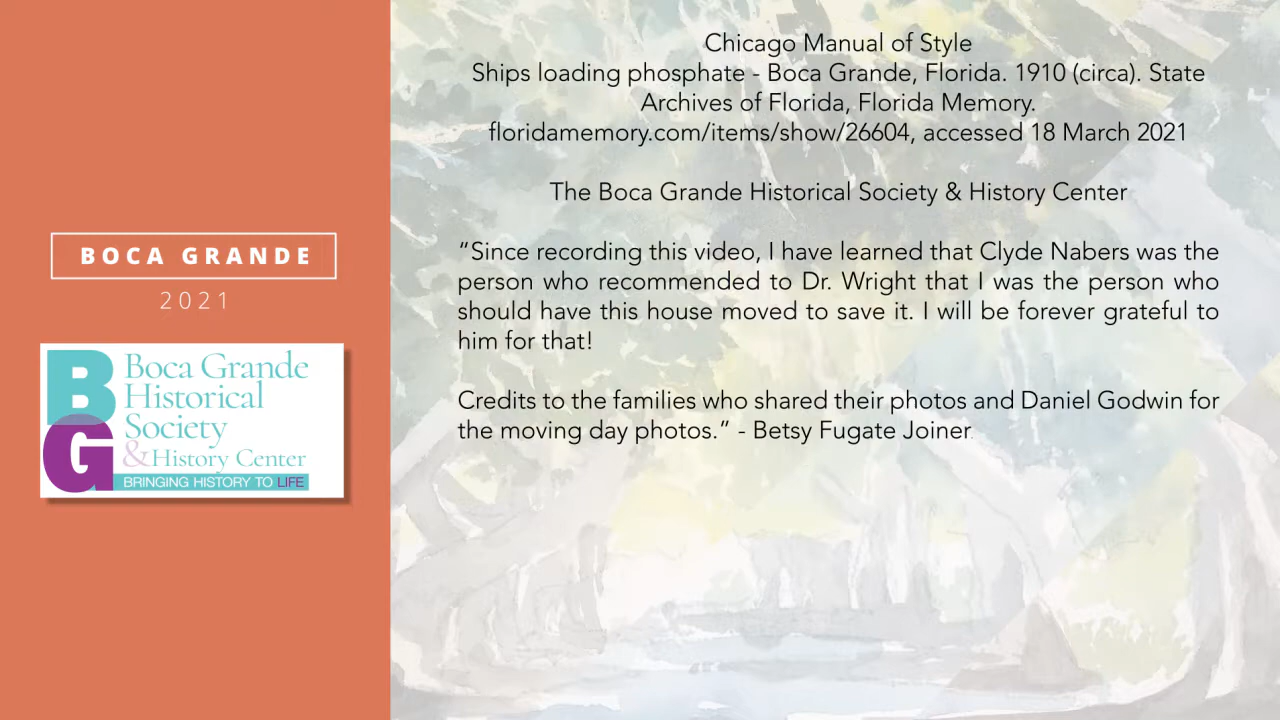 BOCA GRANDE
2021
BG
Boca Grande
Historical
Society
& History Center
BRINGING HISTORY TO LIFE
Chicago Manual of Style
Ships loading phosphate - Boca Grande, Florida. 1910 (circa). State
Archives of Florida, Florida Memory.
floridamemory.com/items/show/26604, accessed 18 March 2021
The Boca Grande Historical Society & History Center
“Since recording this video, I have learned that Clyde Nabers was the
person who recommended to Dr. Wright that I was the person who
should have this house moved to save it. I will be forever grateful to
him for that!
Credits to the families who shared their photos and Daniel Godwin for
the moving day photos.” - Betsy Fugate Joiner